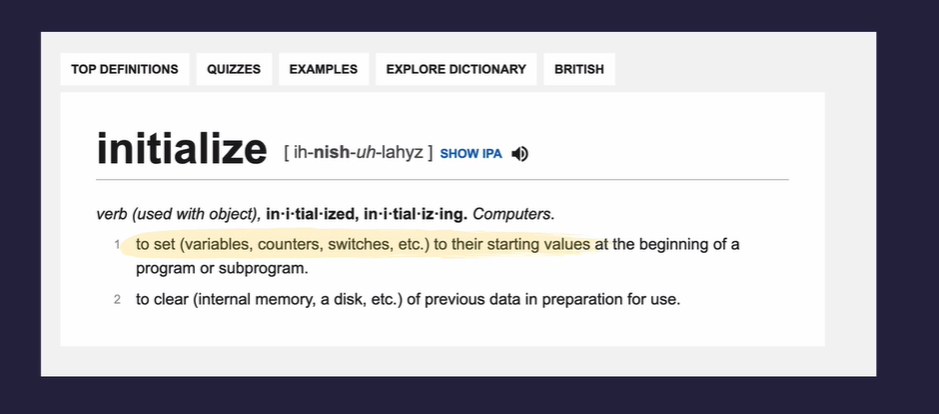 TOP DEFINITIONS QUIZZES EXAMPLES EXPLORE DICTIONARY BRITISH
initialize [ ih-nish-uh-lahyz ] SHOW IPA
verb (used with object), in·i·tial·ized, in·i·tial·iz·ing. Computers.
1 to set (variables, counters, switches, etc.) to their starting values at the beginning of a
program or subprogram.
2 to clear (internal memory, a disk, etc.) of previous data in preparation for use.